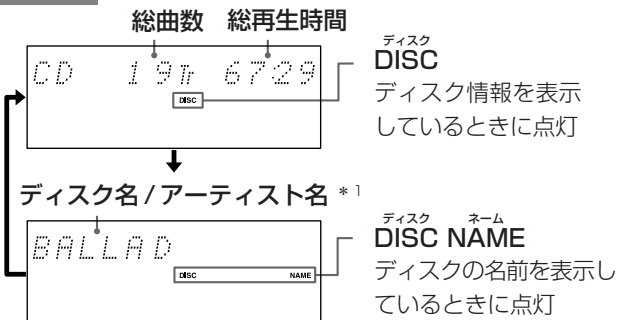 総曲数 総再生時間
CD 19Tr 67:29
DISC
ディスク
DISC
ディスク情報を表示
しているときに点灯
ディスク名 / アーティスト名 *1
BALLAD
DISC NAME
ディスク ネーム
DISC NAME
ディスクの名前を表示し
ているときに点灯